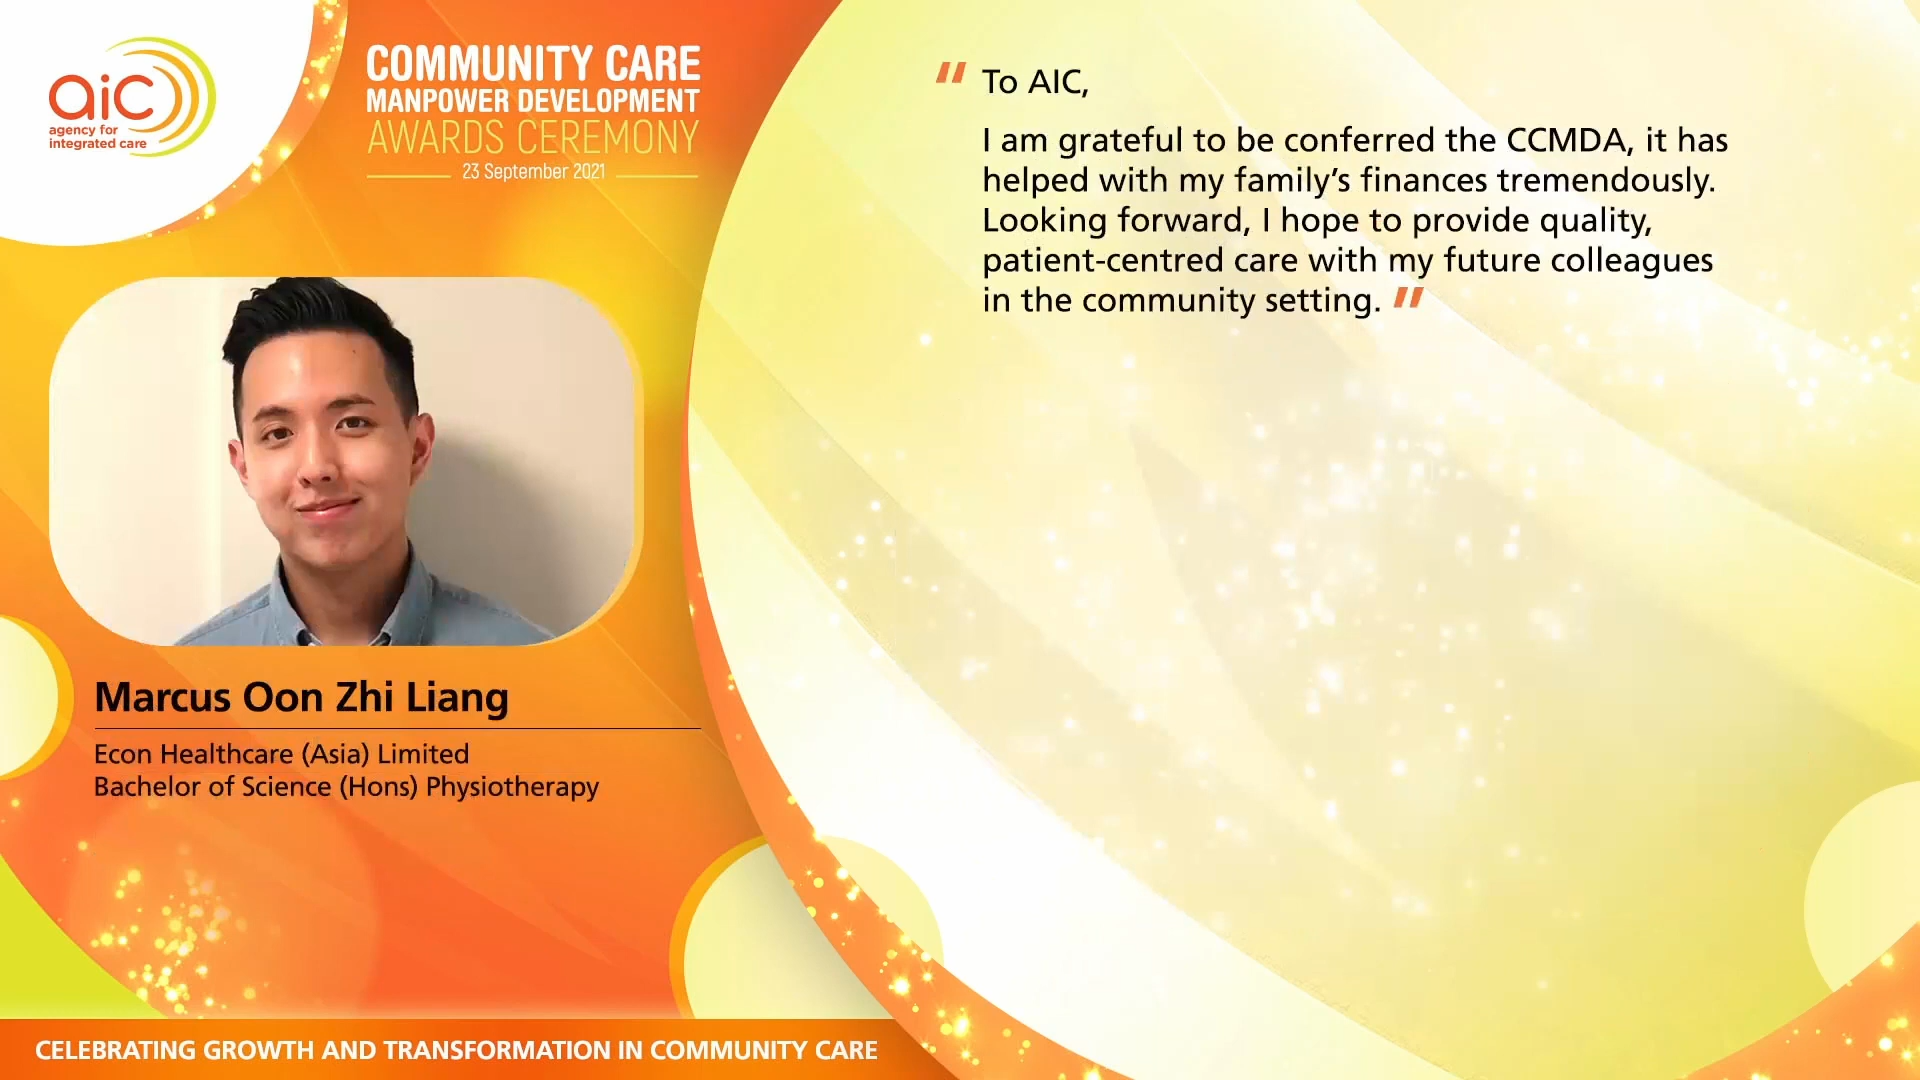 aic
agency for
integrated care
COMMUNITY CARE
MANPOWER DEVELOPMENT
AWARDS CEREMONY
23 September 2021
" To AIC,
I am grateful to be conferred the CCMDA, it has
helped with my family’s finances tremendously.
Looking forward, I hope to provide quality,
patient-centred care with my future colleagues
in the community setting. "
Marcus Oon Zhi Liang
Econ Healthcare (Asia) Limited
Bachelor of Science (Hons) Physiotherapy
CELEBRATING GROWTH AND TRANSFORMATION IN COMMUNITY CARE